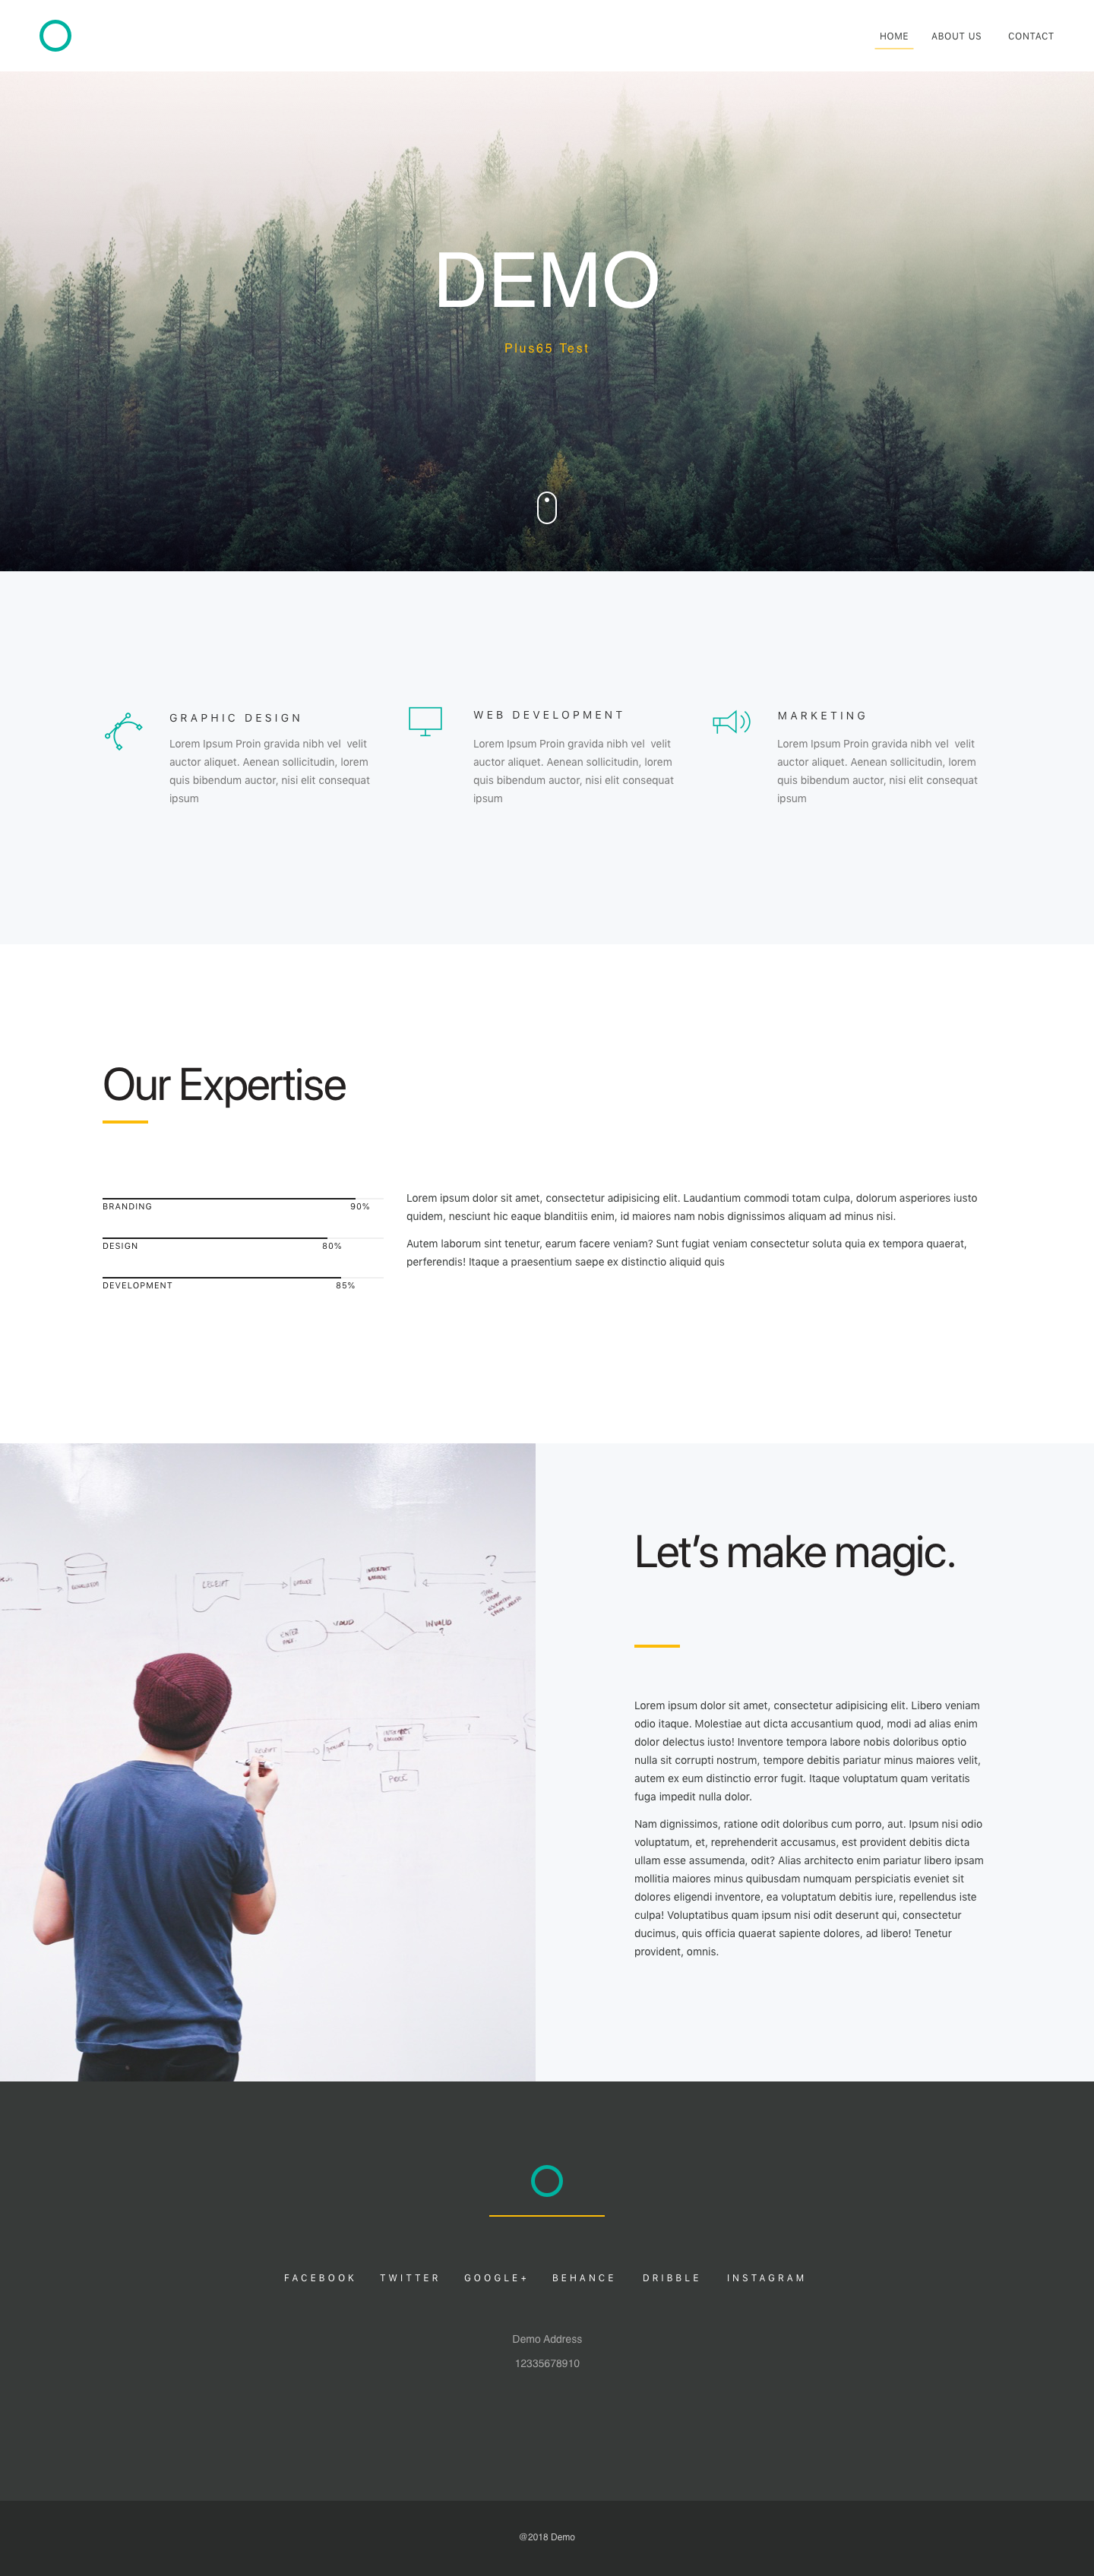 HOME ABOUT US CONTACT
DEMO
Plus65 Test
GRAPHIC DESIGN
Lorem Ipsum Proin gravida nibh vel velit
auctor aliquet. Aenean sollicitudin, lorem
quis bibendum auctor, nisi elit consequat
ipsum
WEB DEVELOPMENT
Lorem Ipsum Proin gravida nibh vel velit
auctor aliquet. Aenean sollicitudin, lorem
quis bibendum auctor, nisi elit consequat
ipsum
MARKETING
Lorem Ipsum Proin gravida nibh vel velit
auctor aliquet. Aenean sollicitudin, lorem
quis bibendum auctor, nisi elit consequat
ipsum
Our Expertise
BRANDING 90%
DESIGN 80%
DEVELOPMENT 85%
Lorem ipsum dolor sit amet, consectetur adipisicing elit. Laudantium commodi totam culpa, dolorum asperiores iusto
quidem, nesciunt hic eaque blanditiis enim, id maiores nam nobis dignissimos aliquam ad minus nisi.
Autem laborum sint tenetur, earum facere veniam? Sunt fugiat veniam consectetur soluta quia ex tempora quaerat,
perferendis! Itaque a praesentium saepe ex distinctio aliquid quis
RECEIPT
?
VALID
INVALID
?
RECEIPT
?
Let's make magic.
Lorem ipsum dolor sit amet, consectetur adipisicing elit. Libero veniam
odio itaque. Molestiae aut dicta accusantium quod, modi ad alias enim
dolor delectus iusto! Inventore tempora labore nobis doloribus optio
nulla sit corrupti nostrum, tempore debitis pariatur minus maiores velit,
autem ex eum distinctio error fugit. Itaque voluptatum quam veritatis
fuga impedit nulla dolor.
Nam dignissimos, ratione odit doloribus cum porro, aut. Ipsum nisi odio
voluptatum, et, reprehenderit accusamus, est provident debitis dicta
ullam esse assumenda, odit? Alias architecto enim pariatur libero ipsam
mollitia maiores minus quibusdam numquam perspiciatis eveniet sit
dolores eligendi inventore, ea voluptatum debitis iure, repellendus iste
culpa! Voluptatibus quam ipsum nisi odit deserunt qui, consectetur
ducimus, quis officia quaerat sapiente dolores, ad libero! Tenetur
provident, omnis.
FACEBOOK TWITTER GOOGLE+ BEHANCE DRIBBLE INSTAGRAM
Demo Address
12335678910
@2018 Demo